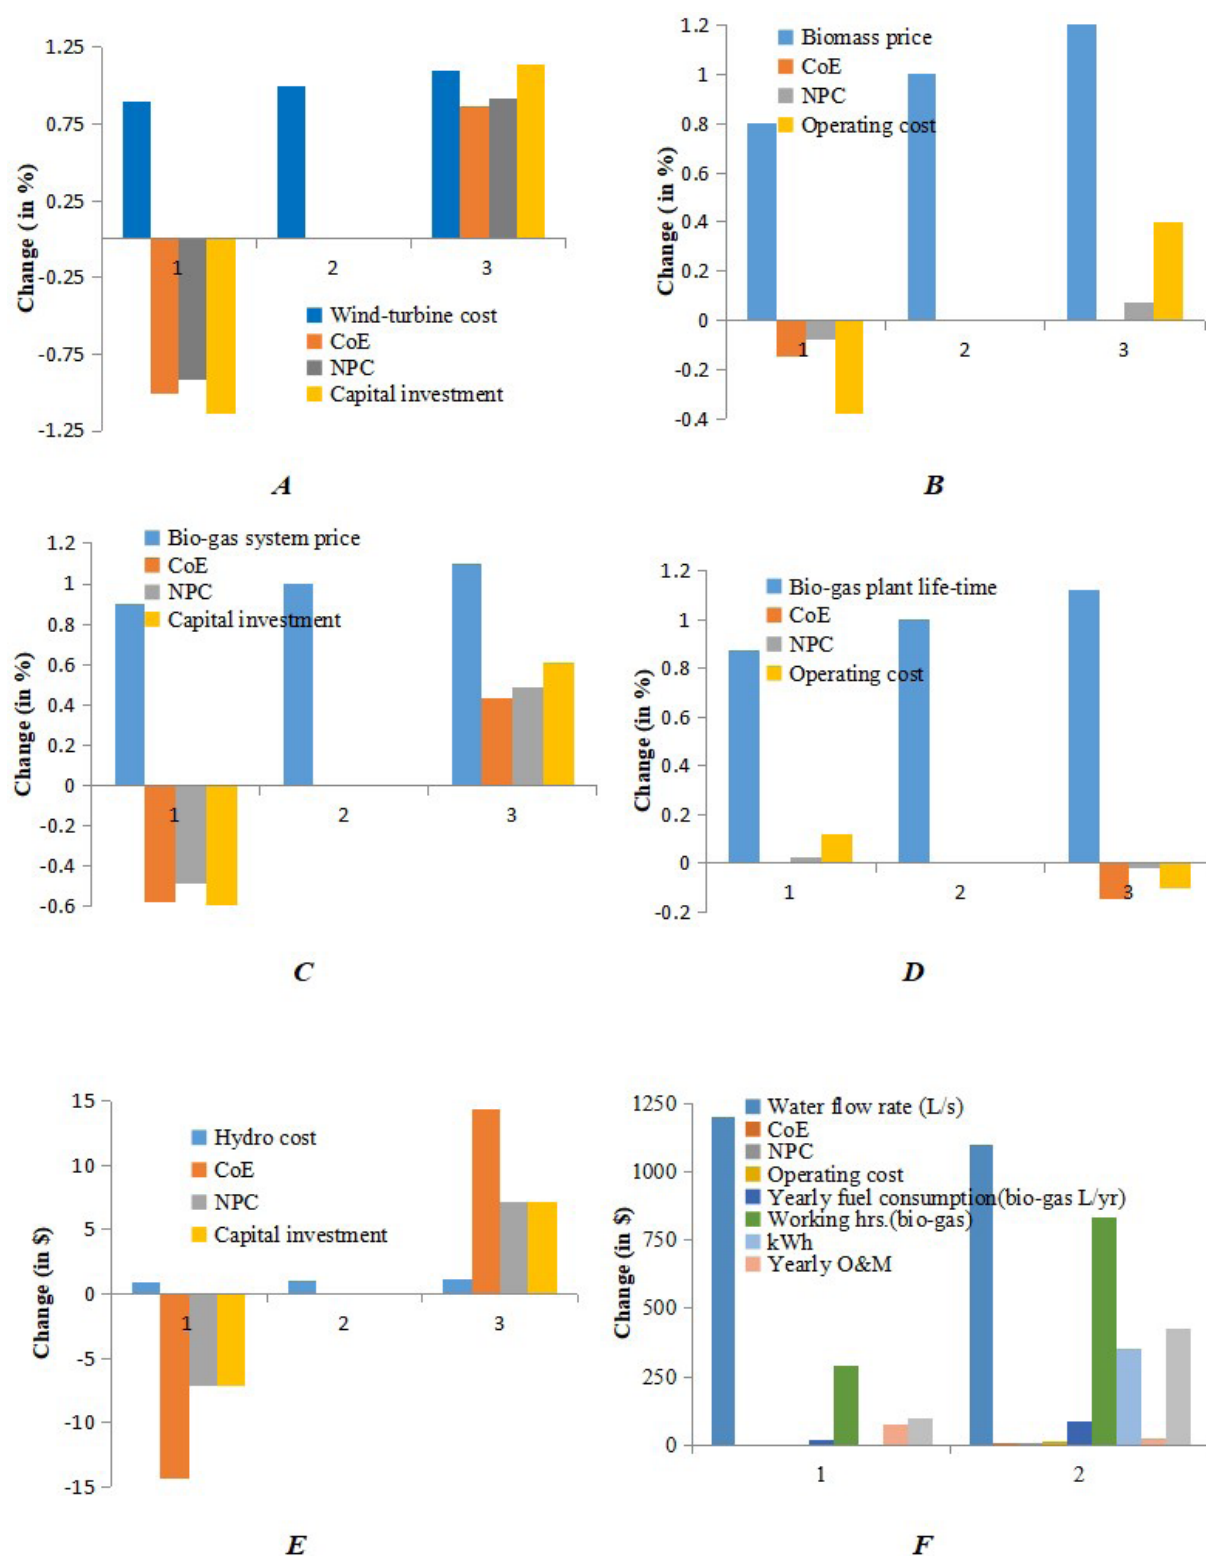 1.25
0.75
0.25
-0.25
-0.75
-1.25
Change ( in %)
1
2
3
Wind-turbine cost
CoE
NPC
Capital investment
A
1.2
1
0.8
0.6
0.4
0.2
0
-0.2
-0.4
Change (in %)
Biomass price
CoE
NPC
Operating cost
1
2
3
B
1.2
1
0.8
0.6
0.4
0.2
0
-0.2
-0.4
-0.6
Change (in %)
Bio-gas system price
CoE
NPC
Capital investment
1
2
3
C
1.2
1
0.8
0.6
0.4
0.2
0
-0.2
Change (in %)
Bio-gas plant life-time
CoE
NPC
Operating cost
1
2
3
D
15
10
5
0
-5
-10
-15
Change (in $)
Hydro cost
CoE
NPC
Capital investment
1
2
3
E
1250
1000
750
500
250
0
Change (in $)
Water flow rate (L/s)
CoE
NPC
Operating cost
Yearly fuel consumption(bio-gas L/yr)
Working hrs.(bio-gas)
kWh
Yearly O&M
1
2
F